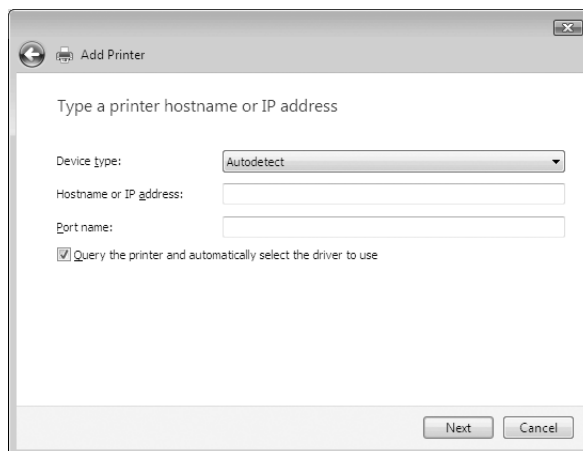 Add Printer
Type a printer hostname or IP address
Device type: Autodetect
Hostname or IP address:
Port name:
Query the printer and automatically select the driver to use
Next Cancel